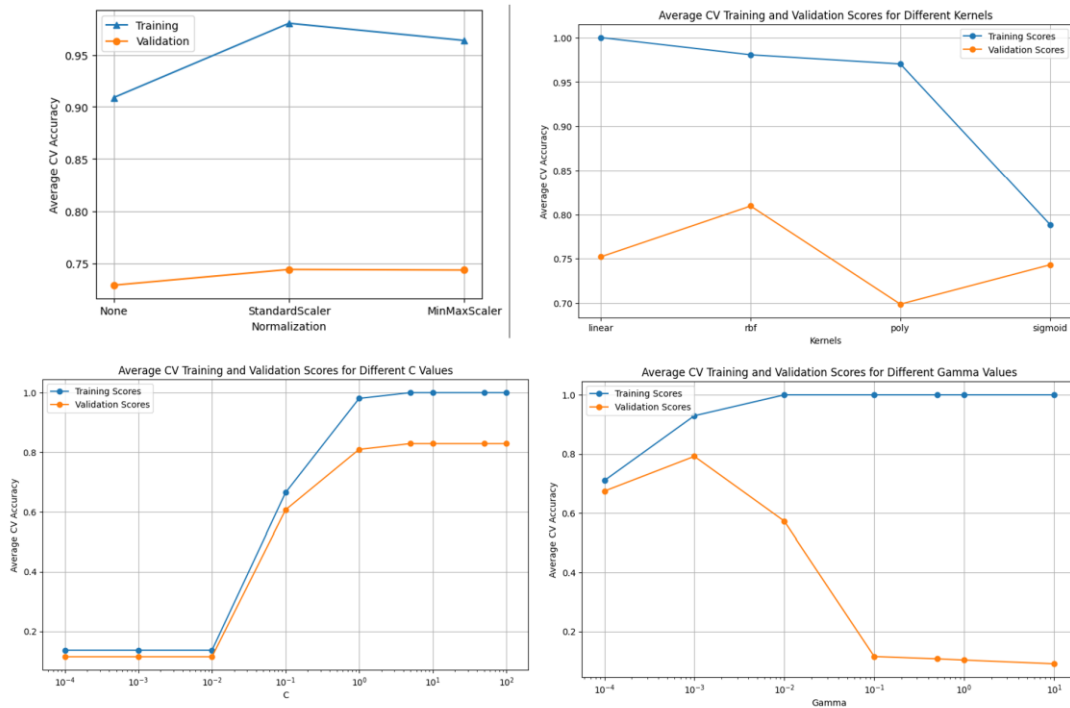 Training
Validation
Average CV Accuracy
0.95
0.90
0.85
0.80
0.75
None
StandardScaler
MinMaxScaler
Normalization
Average CV Training and Validation Scores for Different Kernels
Training Scores
Validation Scores
Average CV Accuracy
1.00
0.95
0.90
0.85
0.80
0.75
0.70
linear
rbf
poly
sigmoid
Kernels
Average CV Training and Validation Scores for Different C Values
Training Scores
Validation Scores
Average CV Accuracy
1.0
0.8
0.6
0.4
0.2
10⁻⁴
10⁻³
10⁻²
10⁻¹
10⁰
10¹
10²
C
Average CV Training and Validation Scores for Different Gamma Values
Training Scores
Validation Scores
Average CV Accuracy
1.0
0.8
0.6
0.4
0.2
10⁻⁴
10⁻³
10⁻²
10⁻¹
10⁰
10¹
Gamma